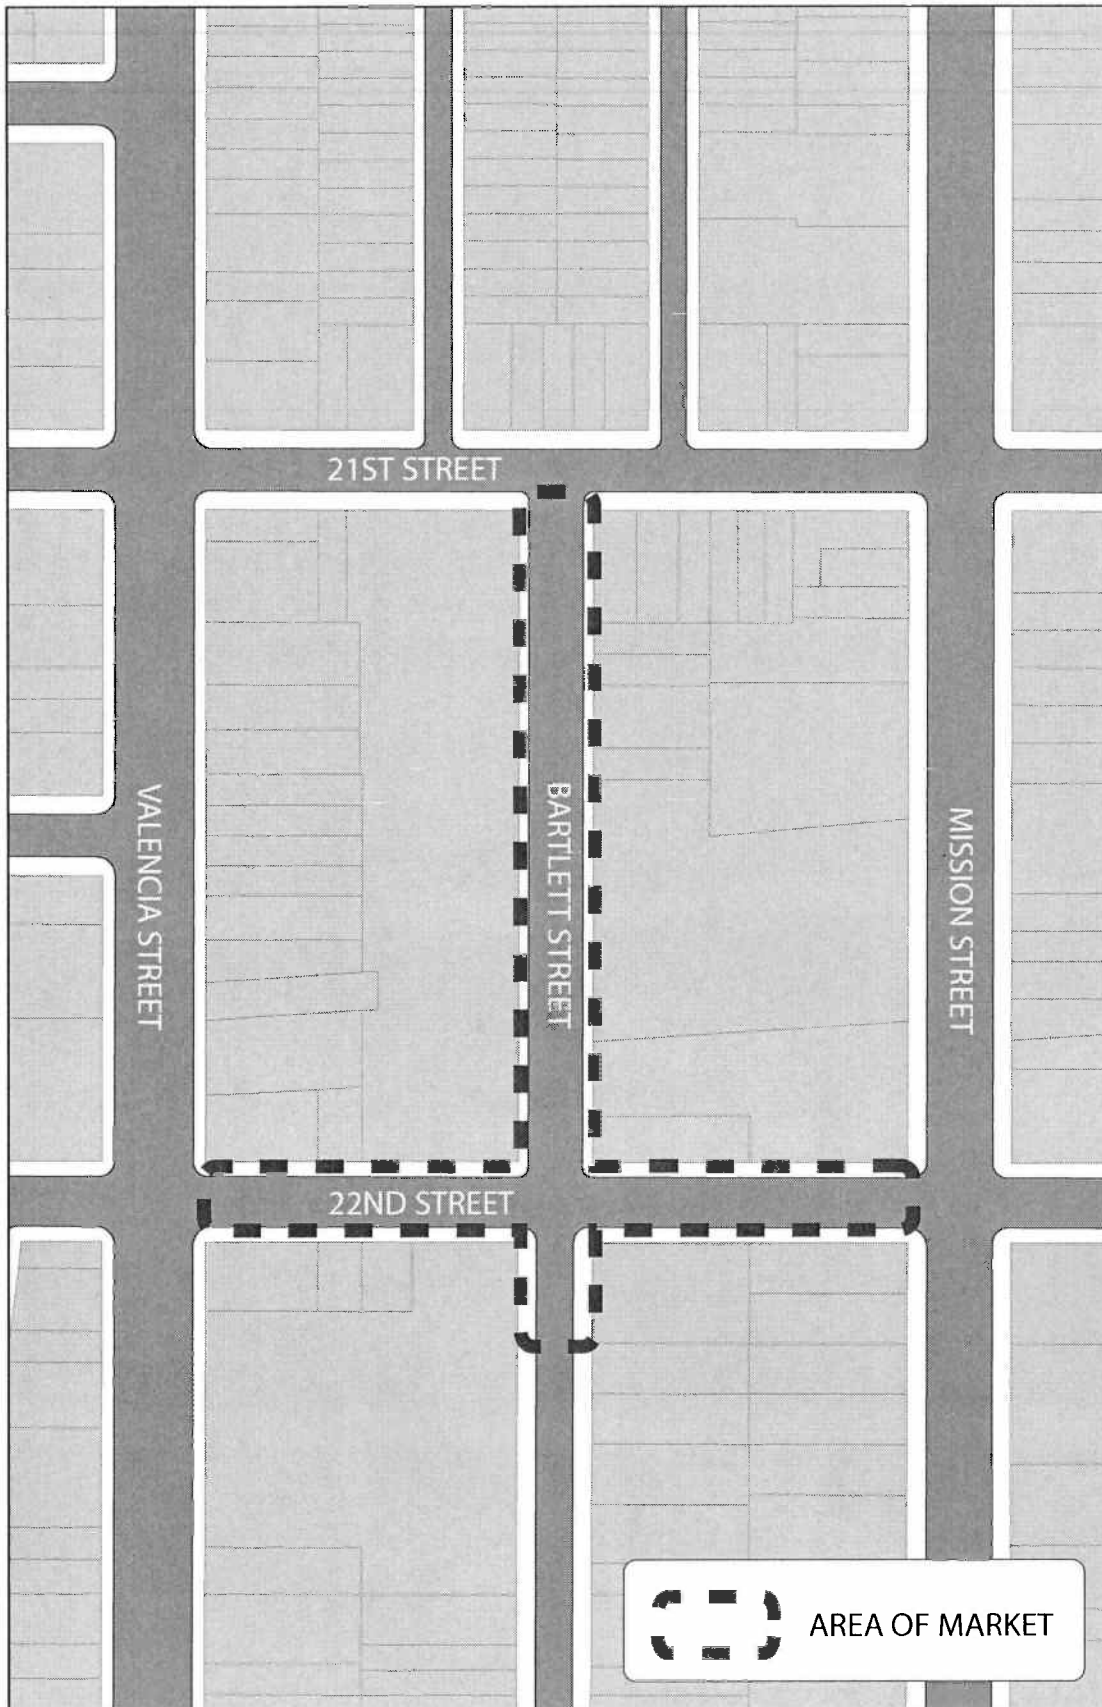 21ST STREET
VALENCIA STREET
BARTLETT STREET
MISSION STREET
22ND STREET
AREA OF MARKET